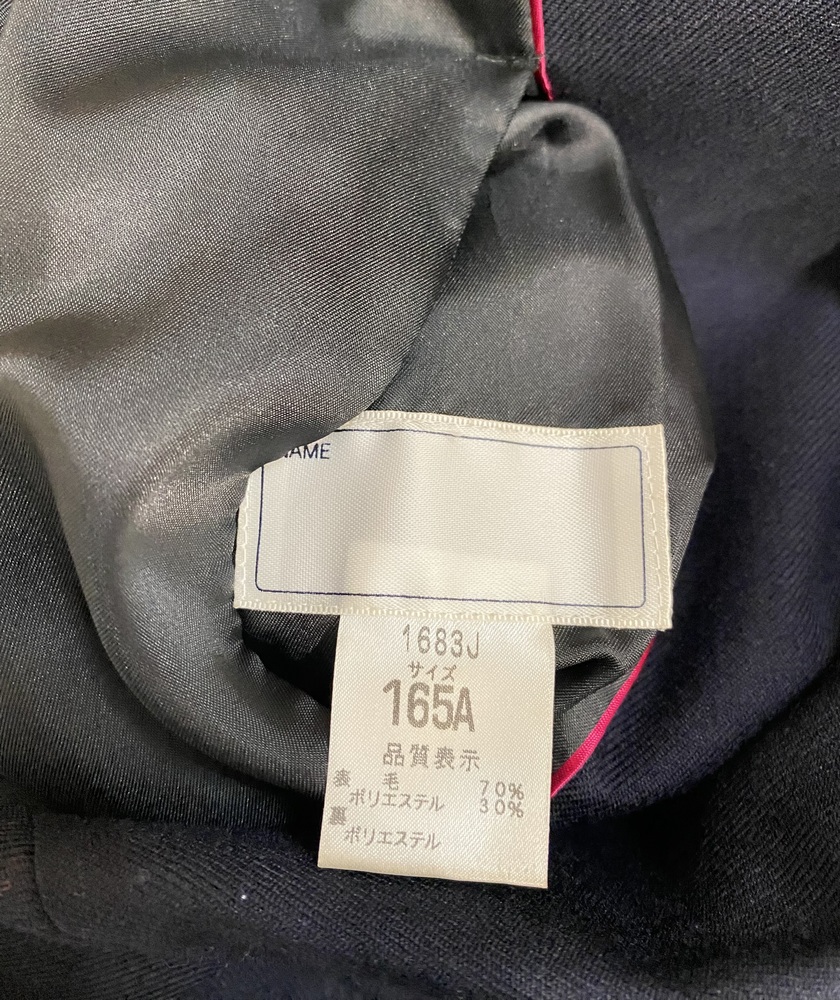 NAME
1683J
サイズ
165A
品質表示
表 毛 70%
ポリエステル 30%
裏
ポリエステル